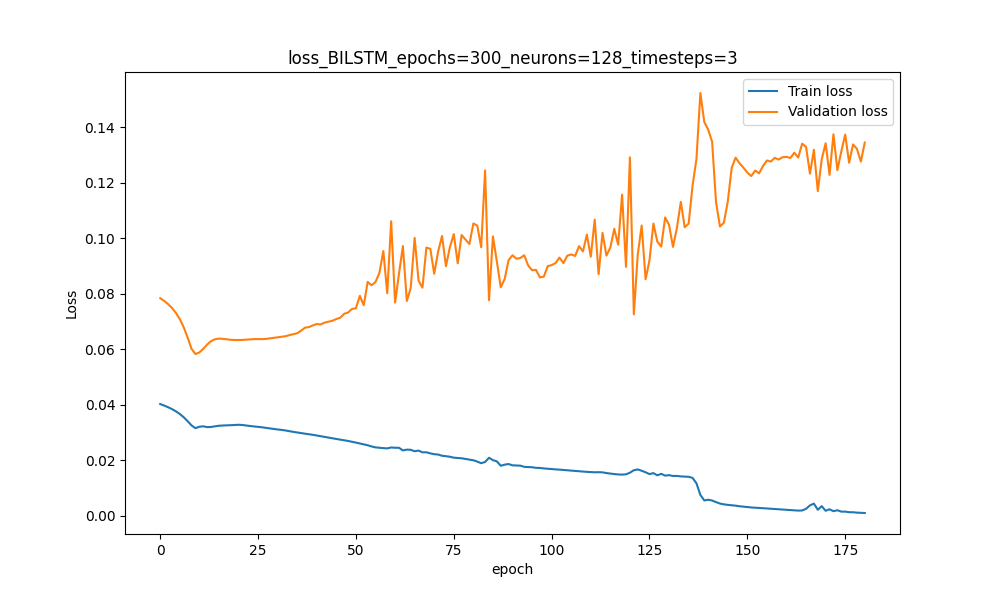 loss_BILSTM_epochs=300_neurons=128_timesteps=3
Train loss
Validation loss
0.14
0.12
0.10
0.08
0.06
0.04
0.02
0.00
Loss
0 25 50 75 100 125 150 175
epoch